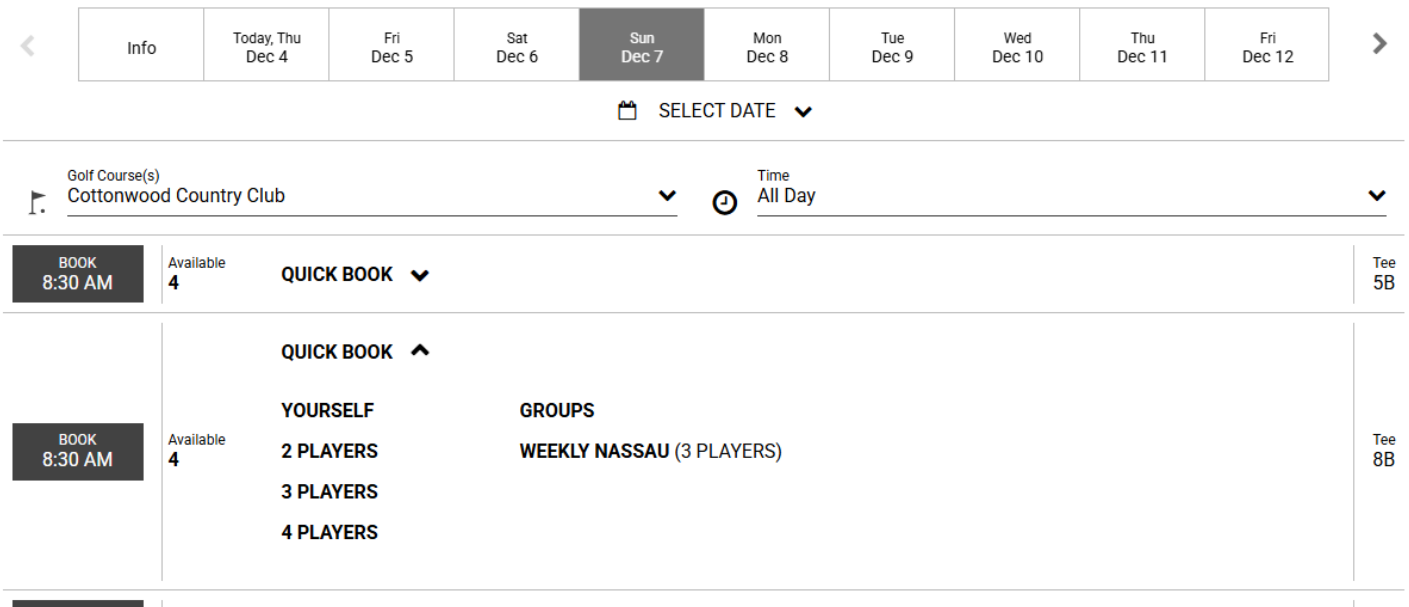 Info
Today, Thu
Dec 4
Fri
Dec 5
Sat
Dec 6
Sun
Dec 7
Mon
Dec 8
Tue
Dec 9
Wed
Dec 10
Thu
Dec 11
Fri
Dec 12
SELECT DATE
Golf Course(s)
Cottonwood Country Club
Time
All Day
BOOK
8:30 AM
Available
4
QUICK BOOK
Tee
5B
BOOK
8:30 AM
Available
4
QUICK BOOK
YOURSELF
2 PLAYERS
3 PLAYERS
4 PLAYERS
GROUPS
WEEKLY NASSAU (3 PLAYERS)
Tee
8B